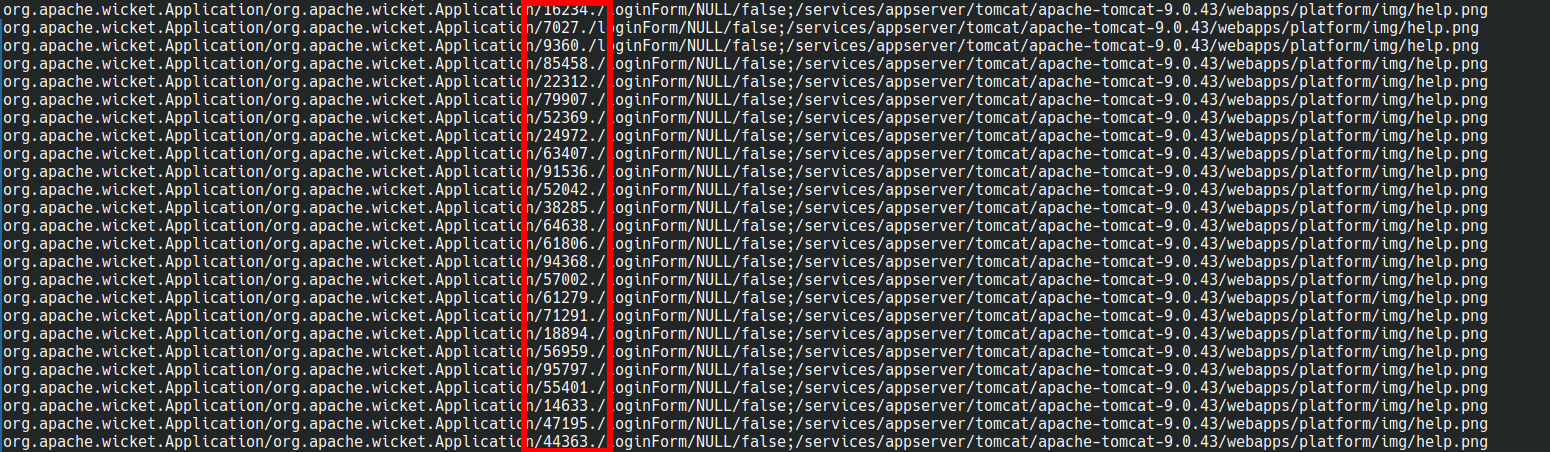 org.apache.wicket.Application/org.apache.wicket.Application/16234./loginForm/NULL/false;/services/appserver/tomcat/apache-tomcat-9.0.43/webapps/platform/img/help.png
org.apache.wicket.Application/org.apache.wicket.Application/7027./loginForm/NULL/false;/services/appserver/tomcat/apache-tomcat-9.0.43/webapps/platform/img/help.png
org.apache.wicket.Application/org.apache.wicket.Application/9360./loginForm/NULL/false;/services/appserver/tomcat/apache-tomcat-9.0.43/webapps/platform/img/help.png
org.apache.wicket.Application/org.apache.wicket.Application/85458./loginForm/NULL/false;/services/appserver/tomcat/apache-tomcat-9.0.43/webapps/platform/img/help.png
org.apache.wicket.Application/org.apache.wicket.Application/22312./loginForm/NULL/false;/services/appserver/tomcat/apache-tomcat-9.0.43/webapps/platform/img/help.png
org.apache.wicket.Application/org.apache.wicket.Application/79907./loginForm/NULL/false;/services/appserver/tomcat/apache-tomcat-9.0.43/webapps/platform/img/help.png
org.apache.wicket.Application/org.apache.wicket.Application/52369./loginForm/NULL/false;/services/appserver/tomcat/apache-tomcat-9.0.43/webapps/platform/img/help.png
org.apache.wicket.Application/org.apache.wicket.Application/24972./loginForm/NULL/false;/services/appserver/tomcat/apache-tomcat-9.0.43/webapps/platform/img/help.png
org.apache.wicket.Application/org.apache.wicket.Application/63407./loginForm/NULL/false;/services/appserver/tomcat/apache-tomcat-9.0.43/webapps/platform/img/help.png
org.apache.wicket.Application/org.apache.wicket.Application/91536./loginForm/NULL/false;/services/appserver/tomcat/apache-tomcat-9.0.43/webapps/platform/img/help.png
org.apache.wicket.Application/org.apache.wicket.Application/52042./loginForm/NULL/false;/services/appserver/tomcat/apache-tomcat-9.0.43/webapps/platform/img/help.png
org.apache.wicket.Application/org.apache.wicket.Application/38285./loginForm/NULL/false;/services/appserver/tomcat/apache-tomcat-9.0.43/webapps/platform/img/help.png
org.apache.wicket.Application/org.apache.wicket.Application/64638./loginForm/NULL/false;/services/appserver/tomcat/apache-tomcat-9.0.43/webapps/platform/img/help.png
org.apache.wicket.Application/org.apache.wicket.Application/61806./loginForm/NULL/false;/services/appserver/tomcat/apache-tomcat-9.0.43/webapps/platform/img/help.png
org.apache.wicket.Application/org.apache.wicket.Application/94368./loginForm/NULL/false;/services/appserver/tomcat/apache-tomcat-9.0.43/webapps/platform/img/help.png
org.apache.wicket.Application/org.apache.wicket.Application/57002./loginForm/NULL/false;/services/appserver/tomcat/apache-tomcat-9.0.43/webapps/platform/img/help.png
org.apache.wicket.Application/org.apache.wicket.Application/61279./loginForm/NULL/false;/services/appserver/tomcat/apache-tomcat-9.0.43/webapps/platform/img/help.png
org.apache.wicket.Application/org.apache.wicket.Application/71291./loginForm/NULL/false;/services/appserver/tomcat/apache-tomcat-9.0.43/webapps/platform/img/help.png
org.apache.wicket.Application/org.apache.wicket.Application/18894./loginForm/NULL/false;/services/appserver/tomcat/apache-tomcat-9.0.43/webapps/platform/img/help.png
org.apache.wicket.Application/org.apache.wicket.Application/56959./loginForm/NULL/false;/services/appserver/tomcat/apache-tomcat-9.0.43/webapps/platform/img/help.png
org.apache.wicket.Application/org.apache.wicket.Application/95797./loginForm/NULL/false;/services/appserver/tomcat/apache-tomcat-9.0.43/webapps/platform/img/help.png
org.apache.wicket.Application/org.apache.wicket.Application/55401./loginForm/NULL/false;/services/appserver/tomcat/apache-tomcat-9.0.43/webapps/platform/img/help.png
org.apache.wicket.Application/org.apache.wicket.Application/14633./loginForm/NULL/false;/services/appserver/tomcat/apache-tomcat-9.0.43/webapps/platform/img/help.png
org.apache.wicket.Application/org.apache.wicket.Application/47195./loginForm/NULL/false;/services/appserver/tomcat/apache-tomcat-9.0.43/webapps/platform/img/help.png
org.apache.wicket.Application/org.apache.wicket.Application/44363./loginForm/NULL/false;/services/appserver/tomcat/apache-tomcat-9.0.43/webapps/platform/img/help.png